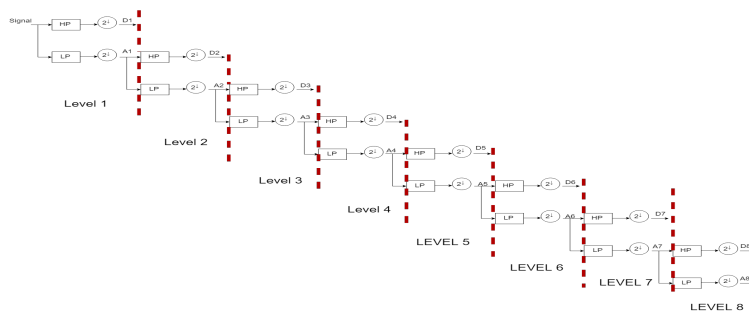 Signal HP 2↓ D1
LP 2↓ A1 HP 2↓ D2
Level 1 LP 2↓ A2 HP 2↓ D3
Level 2 LP 2↓ A3 HP 2↓ D4
Level 3 LP 2↓ A4 HP 2↓ D5
Level 4 LP 2↓ A5 HP 2↓ D6
LEVEL 5 LP 2↓ A6 HP 2↓ D7
LEVEL 6 LP 2↓ A7 HP 2↓ D8
LEVEL 7 LP 2↓ A8
LEVEL 8